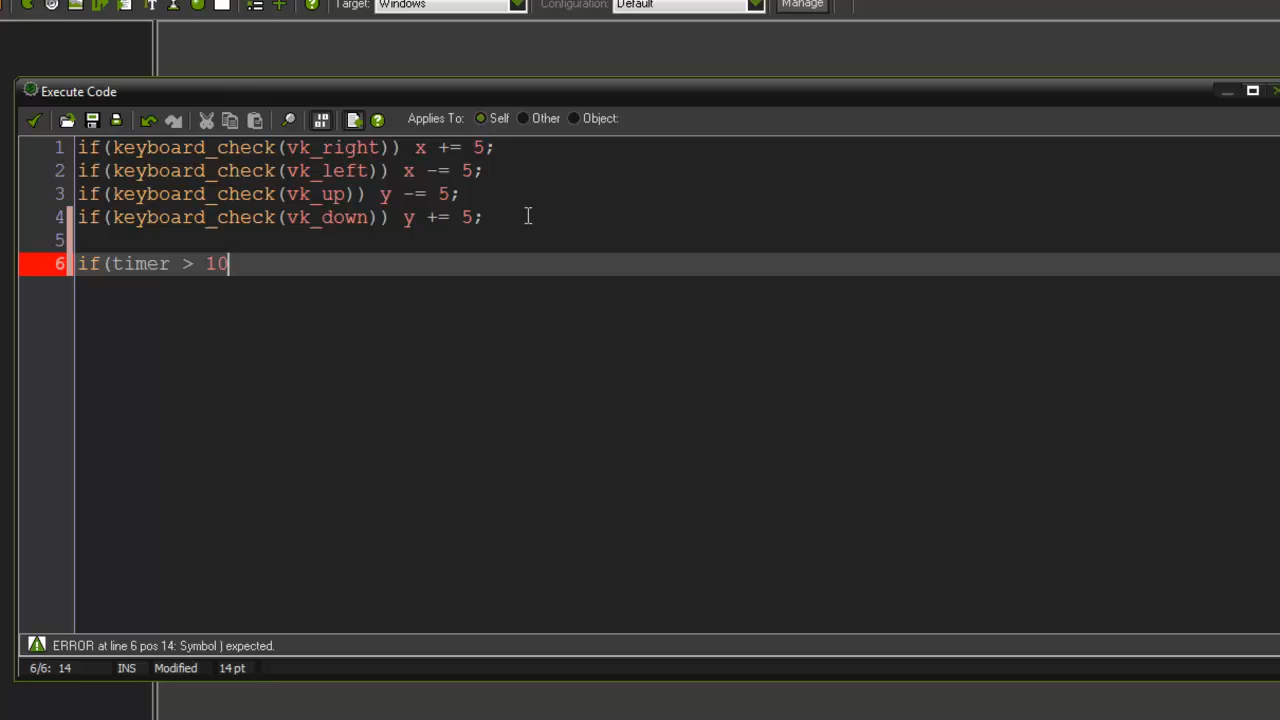 Target: Windows Configuration: Default Manage
Execute Code
Applies To: Self Other Object:
1 if(keyboard_check(vk_right)) x += 5;
2 if(keyboard_check(vk_left)) x -= 5;
3 if(keyboard_check(vk_up)) y -= 5;
4 if(keyboard_check(vk_down)) y += 5;
5
6 if(timer > 10
ERROR at line 6 pos 14: Symbol ) expected.
6/6: 14 INS Modified 14 pt